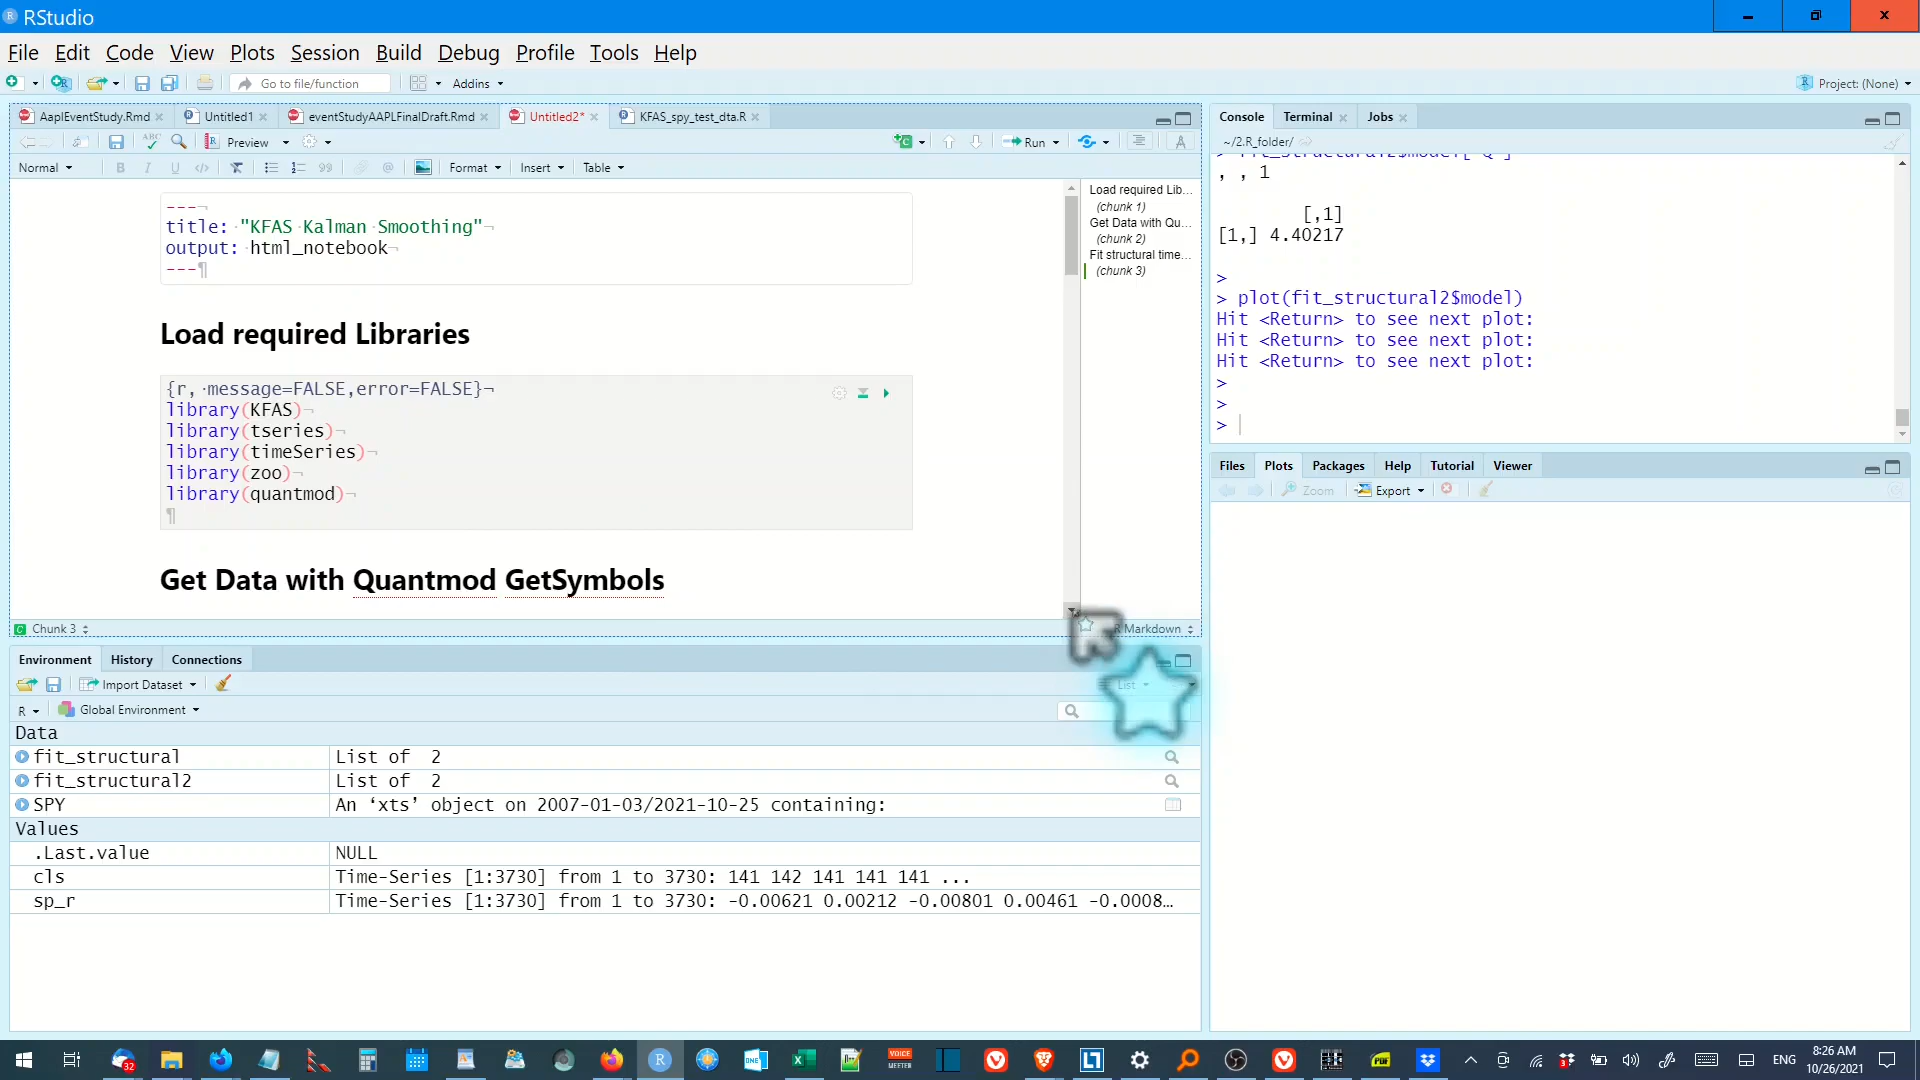 RStudio
File Edit Code View Plots Session Build Debug Profile Tools Help
Go to file/function Addins Project: (None)
AaplEventStudy.Rmd Untitled1 eventStudyAAPLFinalDraft.Rmd Untitled2* KFAS_spy_test_dta.R
ABC Preview Run
Normal B I U </> Format Insert Table
---¬
title: "KFAS Kalman Smoothing"¬
output: html_notebook¬
---¶
Load required Libraries
{r, message=FALSE,error=FALSE}¬
library(KFAS)¬
library(tseries)¬
library(timeSeries)¬
library(zoo)¬
library(quantmod)¬
¶
Get Data with Quantmod GetSymbols
Load required Lib...
(chunk 1)
Get Data with Qu...
(chunk 2)
Fit structural time...
(chunk 3)
Chunk 3 R Markdown
Environment History Connections
Import Dataset List
R Global Environment
Data
fit_structural List of 2
fit_structural2 List of 2
SPY An ‘xts’ object on 2007-01-03/2021-10-25 containing:
Values
.Last.value NULL
cls Time-Series [1:3730] from 1 to 3730: 141 142 141 141 141 ...
sp_r Time-Series [1:3730] from 1 to 3730: -0.00621 0.00212 -0.00801 0.00461 -0.0008…
Console Terminal Jobs
~/2.R_folder/
, , 1
[,1]
[1,] 4.40217
>
> plot(fit_structural2$model)
Hit <Return> to see next plot:
Hit <Return> to see next plot:
Hit <Return> to see next plot:
>
>
>
Files Plots Packages Help Tutorial Viewer
Zoom Export
32 ONE VOICE MEETER PDF 3 ENG 8:26 AM
10/26/2021